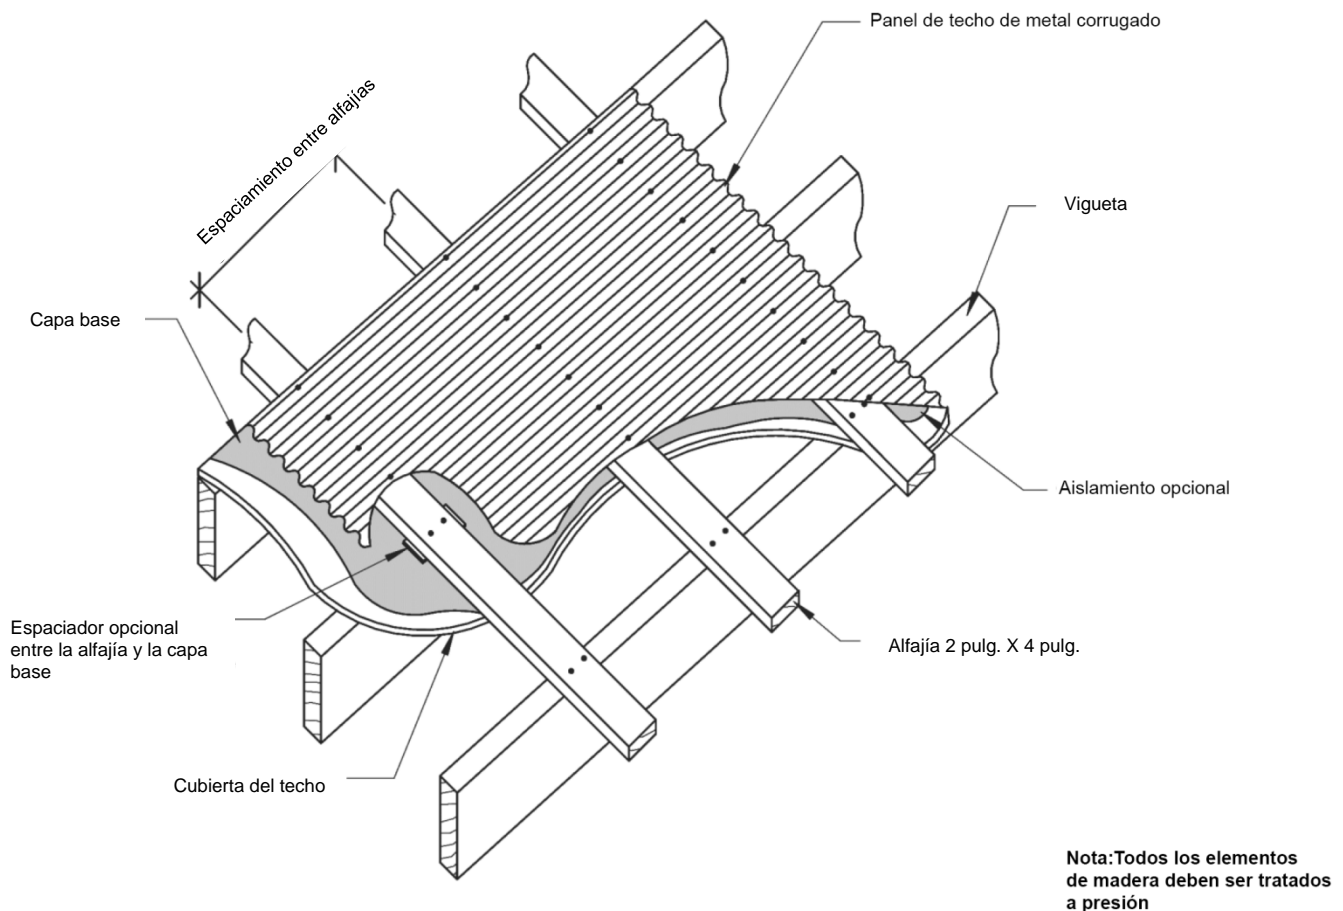 Panel de techo de metal corrugado
Espaciamiento entre alfajías
Vigueta
Capa base
Aislamiento opcional
Espaciador opcional
entre la alfajía y la capa
base
Alfajía 2 pulg. X 4 pulg.
Cubierta del techo
Nota:Todos los elementos
de madera deben ser tratados
a presión